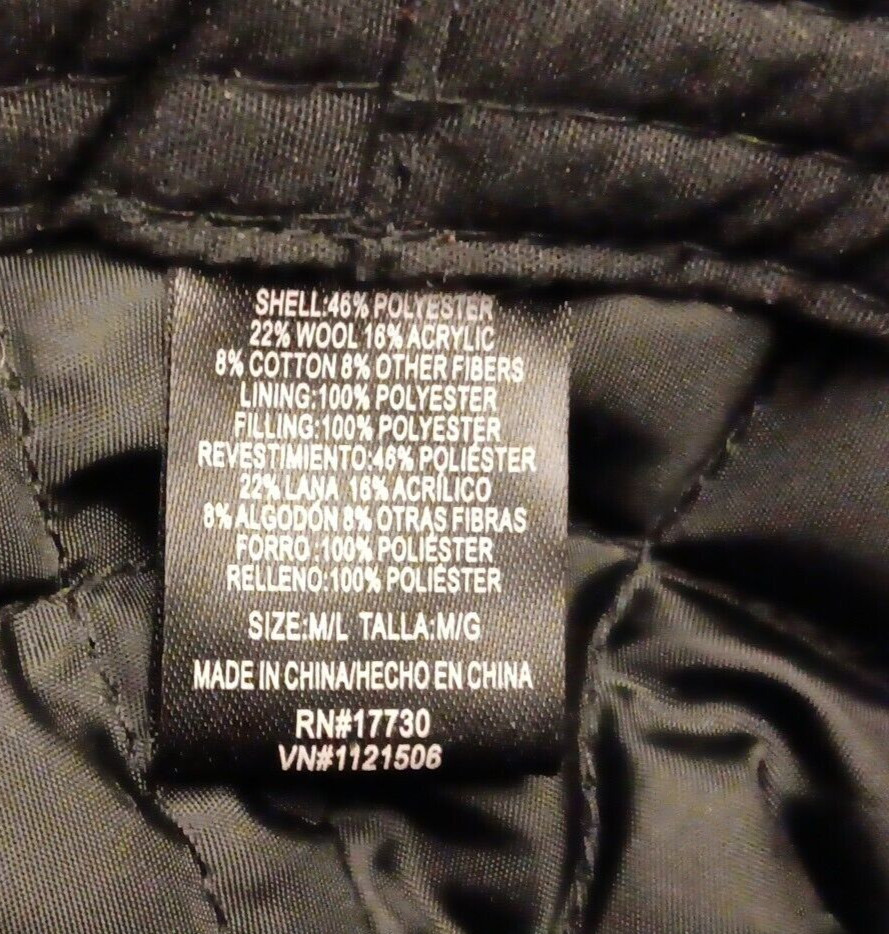 SHELL:46% POLYESTER
22% WOOL 16% ACRYLIC
8% COTTON 8% OTHER FIBERS
LINING:100% POLYESTER
FILLING:100% POLYESTER
REVESTIMIENTO:46% POLIÉSTER
22% LANA 16% ACRÍLICO
8% ALGODÓN 8% OTRAS FIBRAS
FORRO:100% POLIÉSTER
RELLENO:100% POLIÉSTER
SIZE:M/L TALLA:M/G
MADE IN CHINA/HECHO EN CHINA
RN#17730
VN#1121506